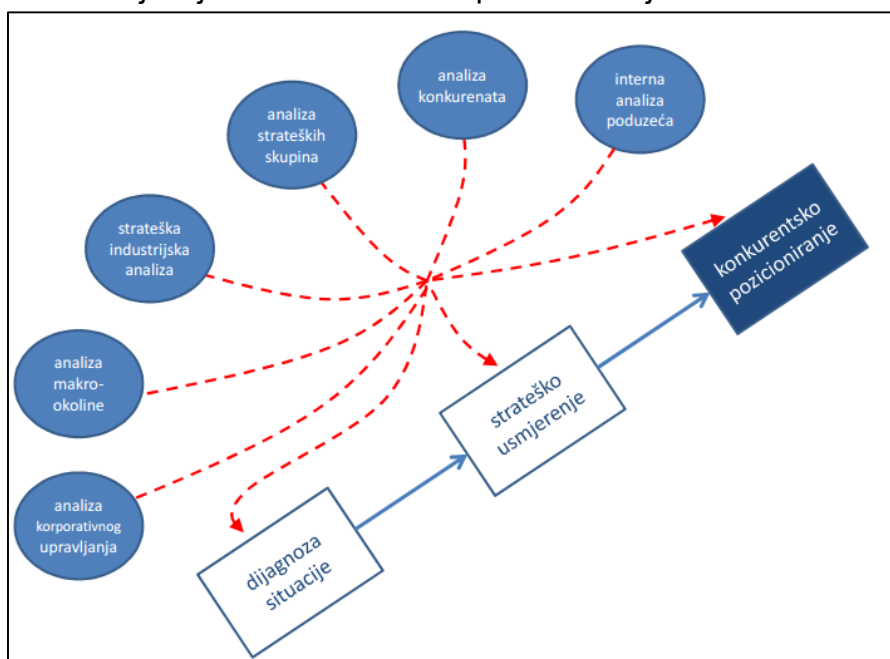 analiza
konkurenata
interna
analiza
poduzeća
analiza
strateških
skupina
strateška
industrijska
analiza
konkurentsko
pozicioniranje
analiza
makro-
okoline
strateško
usmjerenje
analiza
korporativnog
upravljanja
dijagnoza
situacije